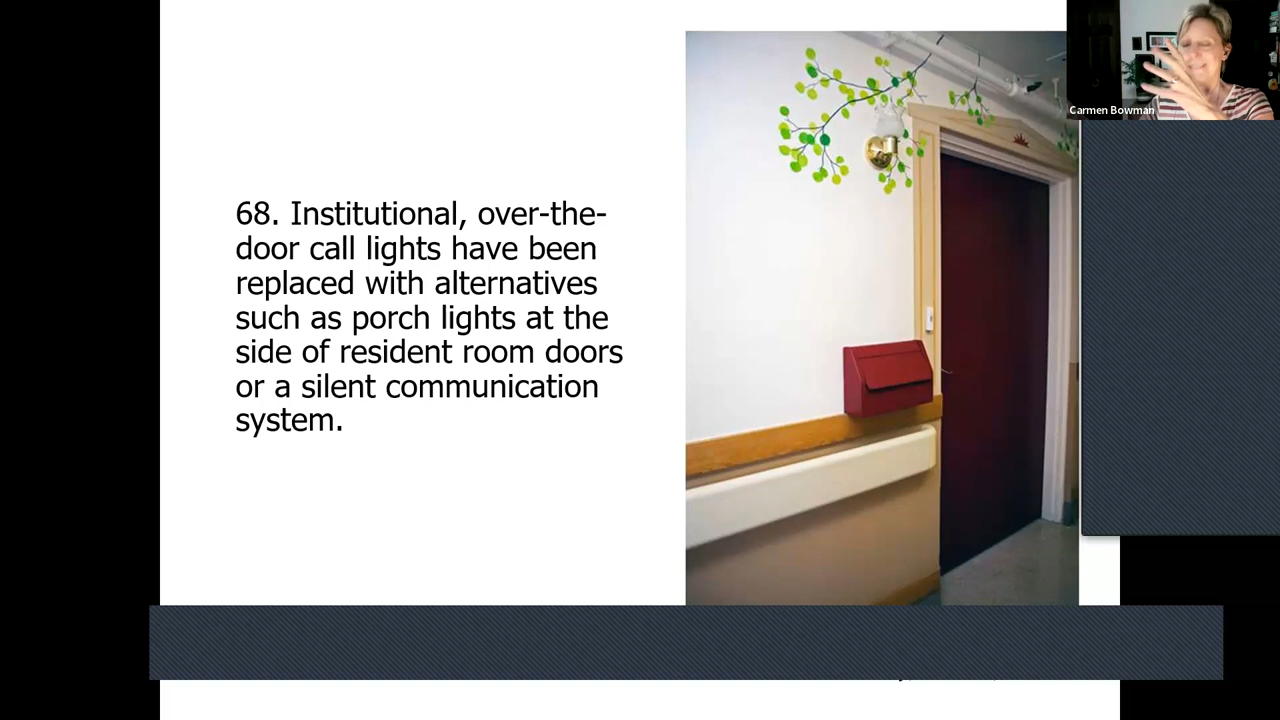 Carmen Bowman
68. Institutional, over-the-
door call lights have been
replaced with alternatives
such as porch lights at the
side of resident room doors
or a silent communication
system.